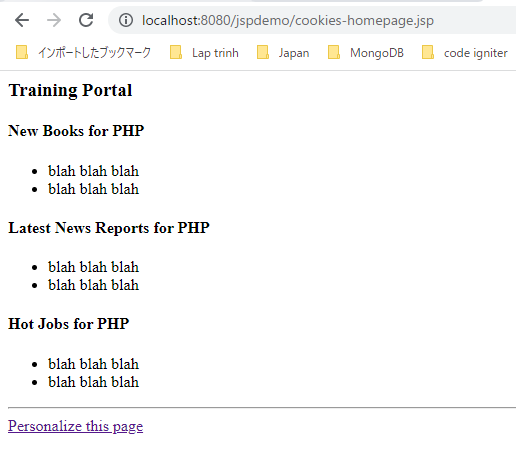 localhost:8080/jspdemo/cookies-homepage.jsp
インポートしたブックマーク Lap trinh Japan MongoDB code igniter
Training Portal
New Books for PHP
blah blah blah
blah blah blah
Latest News Reports for PHP
blah blah blah
blah blah blah
Hot Jobs for PHP
blah blah blah
blah blah blah
Personalize this page